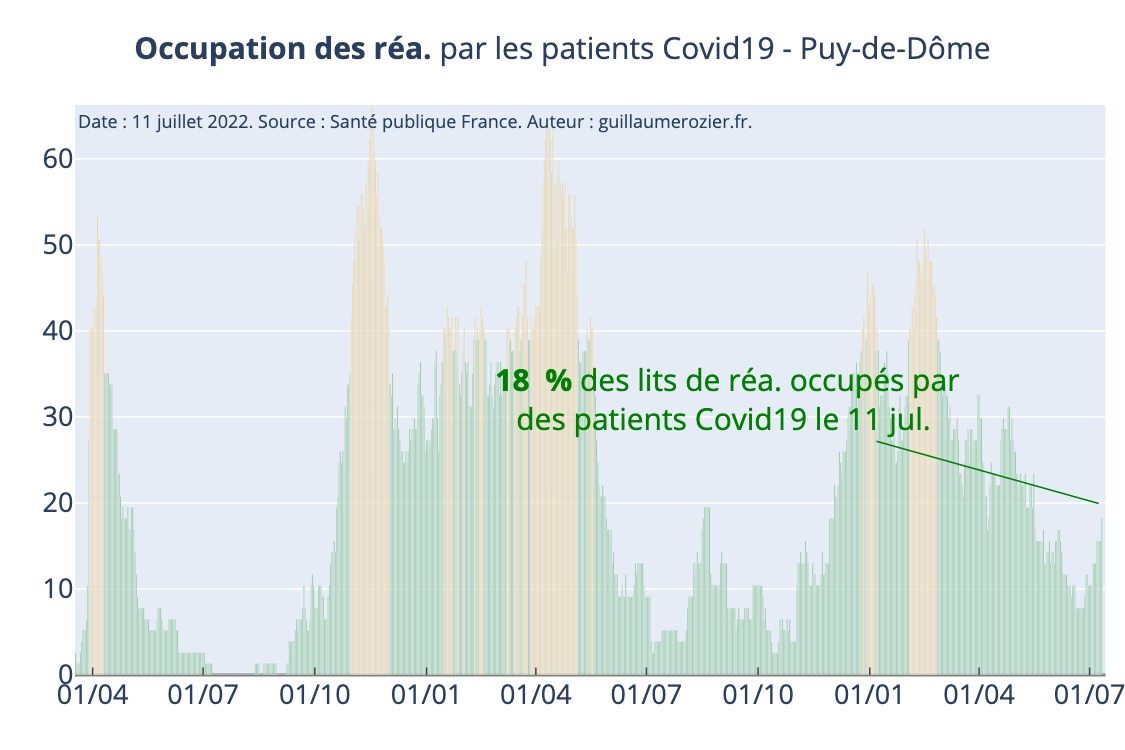 Occupation des réa. par les patients Covid19 - Puy-de-Dôme
Date : 11 juillet 2022. Source : Santé publique France. Auteur : guillaumerozier.fr.
60
50
40
30
20
10
0
18 % des lits de réa. occupés par
des patients Covid19 le 11 jul.
01/04 01/07 01/10 01/01 01/04 01/07 01/10 01/01 01/04 01/07